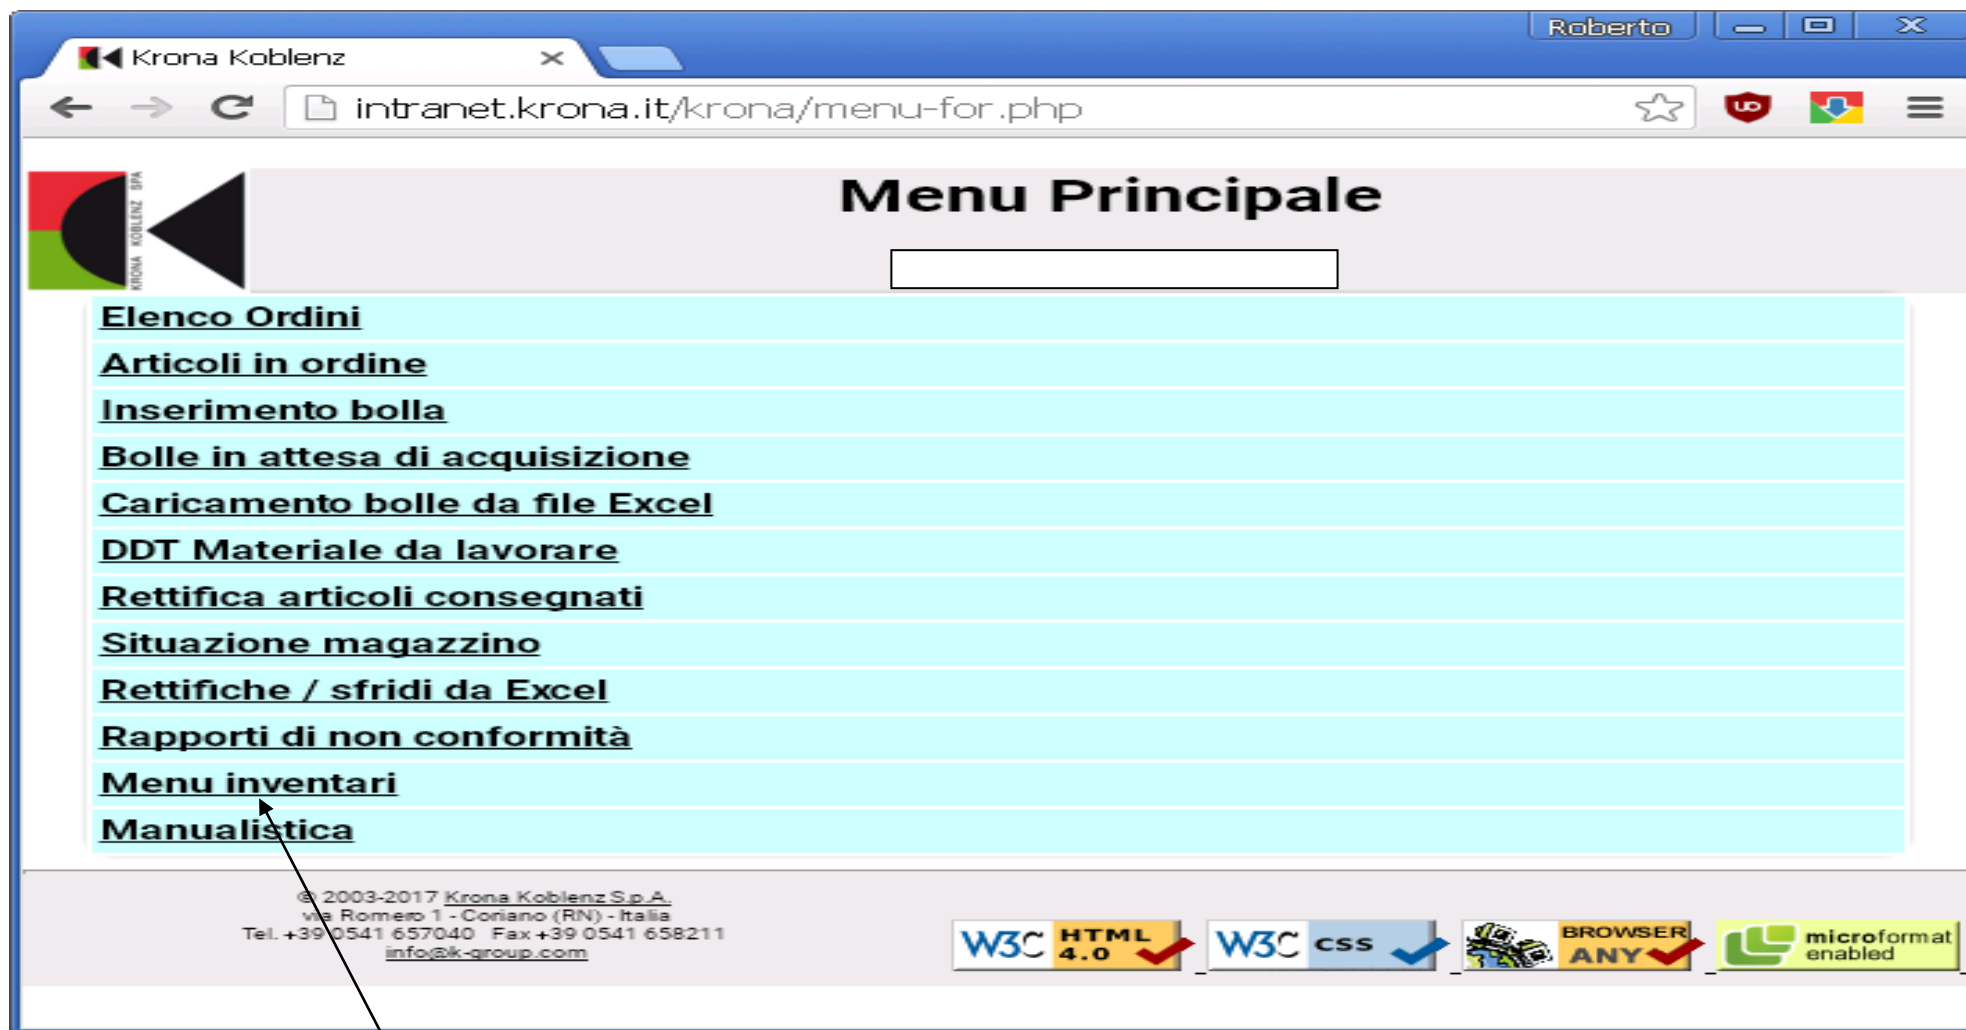 Roberto
Krona Koblenz
intranet.krona.it/krona/menu-for.php
KRONA KOBLENZ SPA
Menu Principale
Elenco Ordini
Articoli in ordine
Inserimento bolla
Bolle in attesa di acquisizione
Caricamento bolle da file Excel
DDT Materiale da lavorare
Rettifica articoli consegnati
Situazione magazzino
Rettifiche / sfridi da Excel
Rapporti di non conformità
Menu inventari
Manualistica
© 2003-2017 Krona Koblenz S.p.A.
via Romero 1 - Coriano (RN) - Italia
Tel. +39 0541 657040 Fax +39 0541 658211
info@k-group.com
W3C HTML 4.0
W3C css
BROWSER ANY
microformat enabled